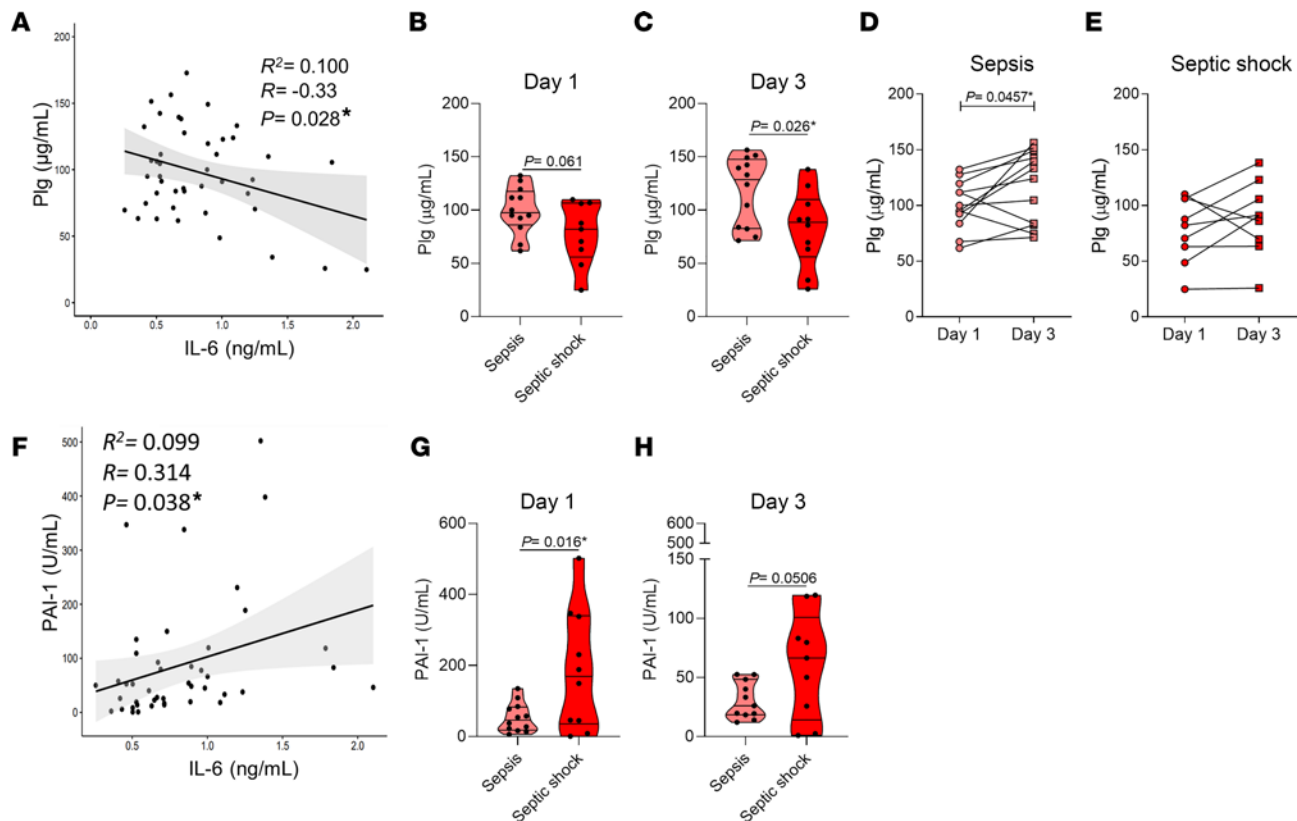 A
Plg (µg/mL)
200
150
100
50
0
R²= 0.100
R= -0.33
P= 0.028*
0.0 0.5 1.0 1.5 2.0
IL-6 (ng/mL)
B
Day 1
Plg (µg/mL)
200
150
100
50
0
P= 0.061
Sepsis
Septic shock
C
Day 3
Plg (µg/mL)
200
150
100
50
0
P= 0.026*
Sepsis
Septic shock
D
Sepsis
Plg (µg/mL)
200
150
100
50
0
P= 0.0457*
Day 1 Day 3
E
Septic shock
Plg (µg/mL)
200
150
100
50
0
Day 1 Day 3
F
PAI-1 (U/mL)
500
400
300
200
100
0
R²= 0.099
R= 0.314
P= 0.038*
0.5 1.0 1.5 2.0
IL-6 (ng/mL)
G
Day 1
PAI-1 (U/mL)
600
400
200
0
P= 0.016*
Sepsis
Septic shock
H
Day 3
PAI-1 (U/mL)
600
500
150
100
50
0
P= 0.0506
Sepsis
Septic shock